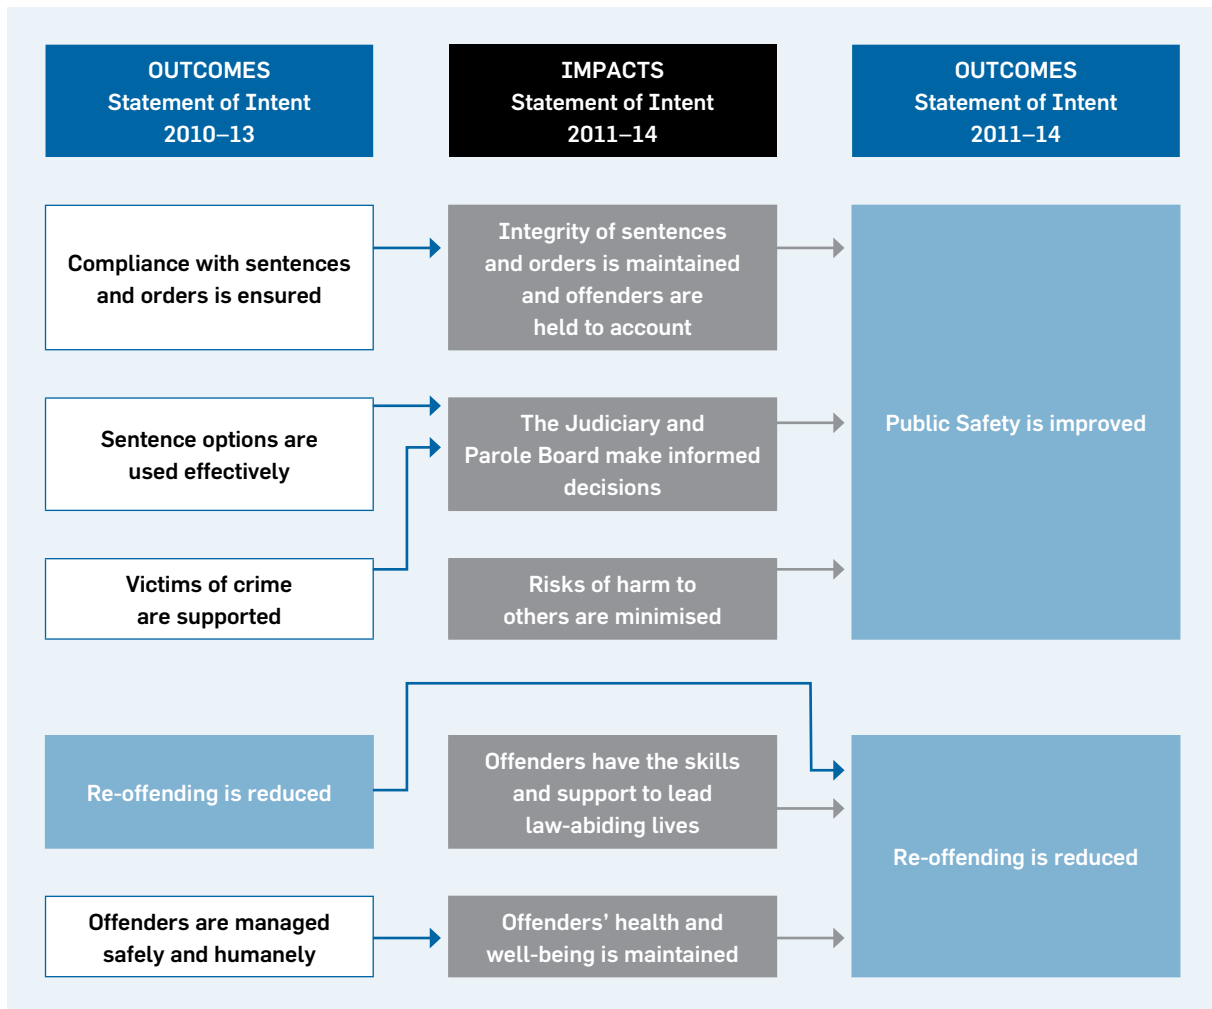 OUTCOMES
Statement of Intent
2010–13
IMPACTS
Statement of Intent
2011–14
OUTCOMES
Statement of Intent
2011–14
Compliance with sentences
and orders is ensured
Integrity of sentences
and orders is maintained
and offenders are
held to account
Public Safety is improved
Sentence options are
used effectively
The Judiciary and
Parole Board make informed
decisions
Victims of crime
are supported
Risks of harm to
others are minimised
Re-offending is reduced
Offenders have the skills
and support to lead
law-abiding lives
Re-offending is reduced
Offenders are managed
safely and humanely
Offenders’ health and
well-being is maintained